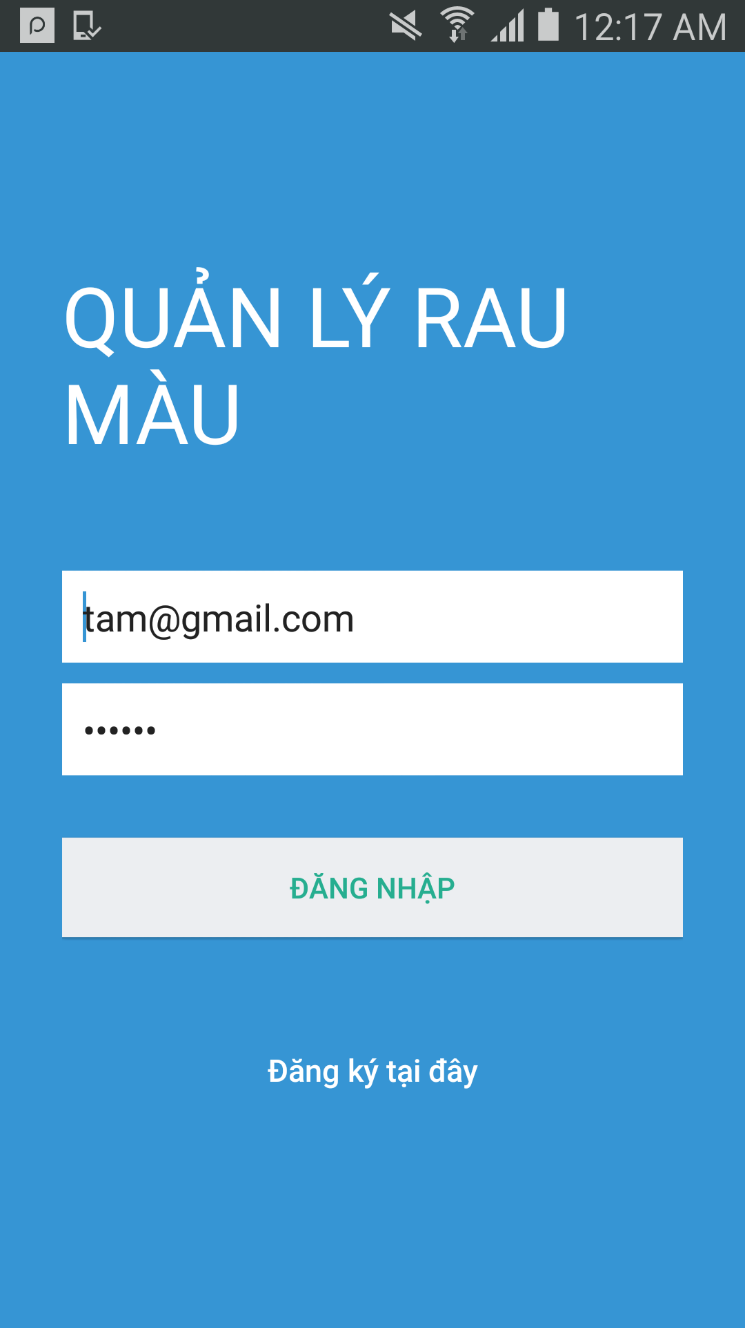 12:17 AM
QUẢN LÝ RAU
MÀU
tam@gmail.com
••••••
ĐĂNG NHẬP
Đăng ký tại đây